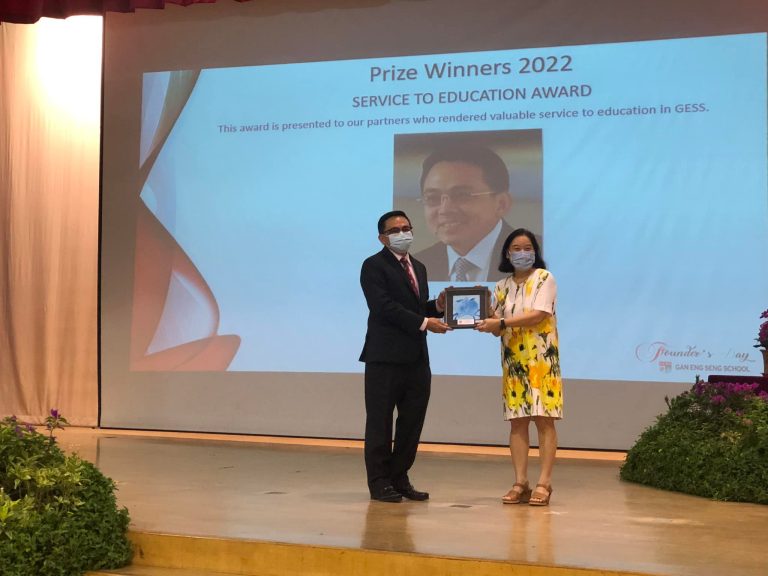 Prize Winners 2022
SERVICE TO EDUCATION AWARD
This award is presented to our partners who rendered valuable service to education in GESS.
Founder's Day
GAN ENG SENG SCHOOL